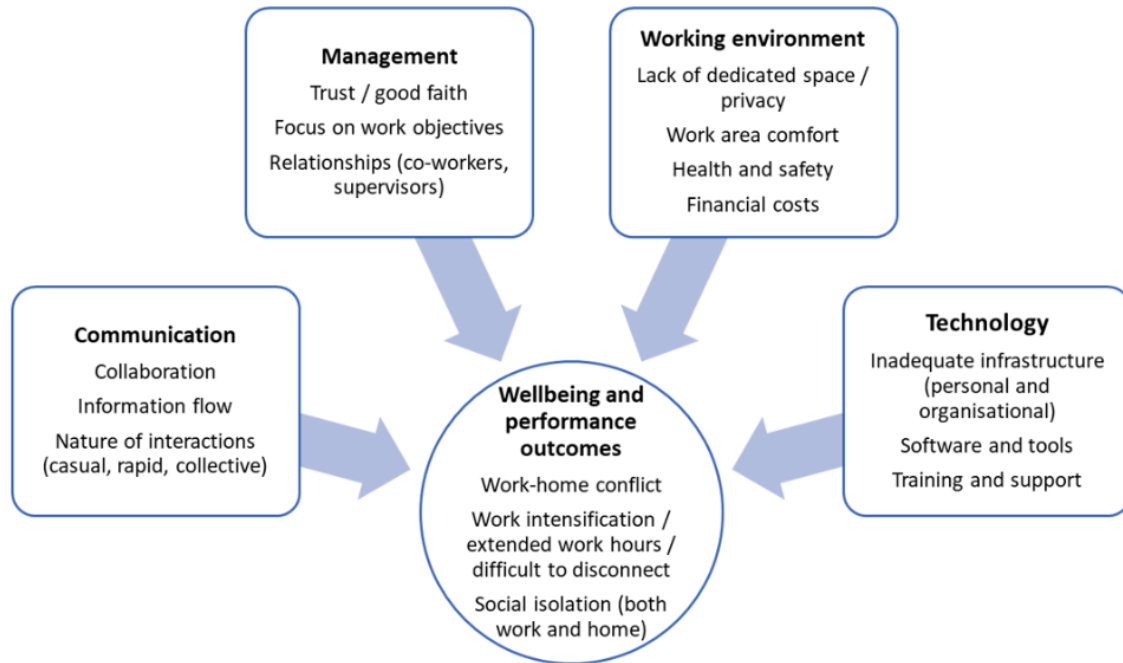 Management
Trust / good faith
Focus on work objectives
Relationships (co-workers,
supervisors)
Working environment
Lack of dedicated space /
privacy
Work area comfort
Health and safety
Financial costs
Communication
Collaboration
Information flow
Nature of interactions
(casual, rapid, collective)
Technology
Inadequate infrastructure
(personal and
organisational)
Software and tools
Training and support
Wellbeing and
performance
outcomes
Work-home conflict
Work intensification /
extended work hours /
difficult to disconnect
Social isolation (both
work and home)